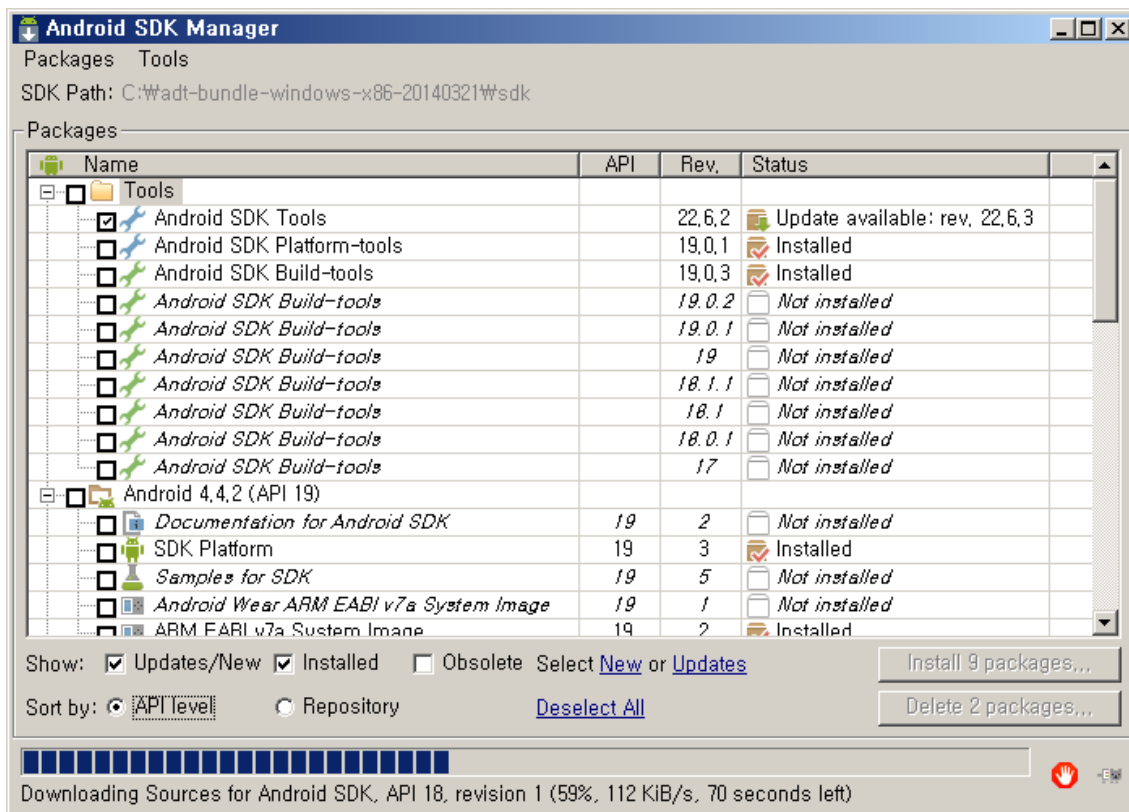 Android SDK Manager
Packages Tools
SDK Path: C:₩adt-bundle-windows-x86-20140321₩sdk
Packages
Name API Rev. Status
Tools
Android SDK Tools 22.6.2 Update available: rev. 22.6.3
Android SDK Platform-tools 19.0.1 Installed
Android SDK Build-tools 19.0.3 Installed
Android SDK Build-tools 19.0.2 Not installed
Android SDK Build-tools 19.0.1 Not installed
Android SDK Build-tools 19 Not installed
Android SDK Build-tools 18.1.1 Not installed
Android SDK Build-tools 18.1 Not installed
Android SDK Build-tools 18.0.1 Not installed
Android SDK Build-tools 17 Not installed
Android 4.4.2 (API 19)
Documentation for Android SDK 19 2 Not installed
SDK Platform 19 3 Installed
Samples for SDK 19 5 Not installed
Android Wear ARM EABI v7a System Image 19 1 Not installed
ARM EABI v7a System Image 19 2 Installed
Show: Updates/New Installed Obsolete Select New or Updates Install 9 packages...
Sort by: API level Repository Deselect All Delete 2 packages...
Downloading Sources for Android SDK, API 18, revision 1 (59%, 112 KiB/s, 70 seconds left)